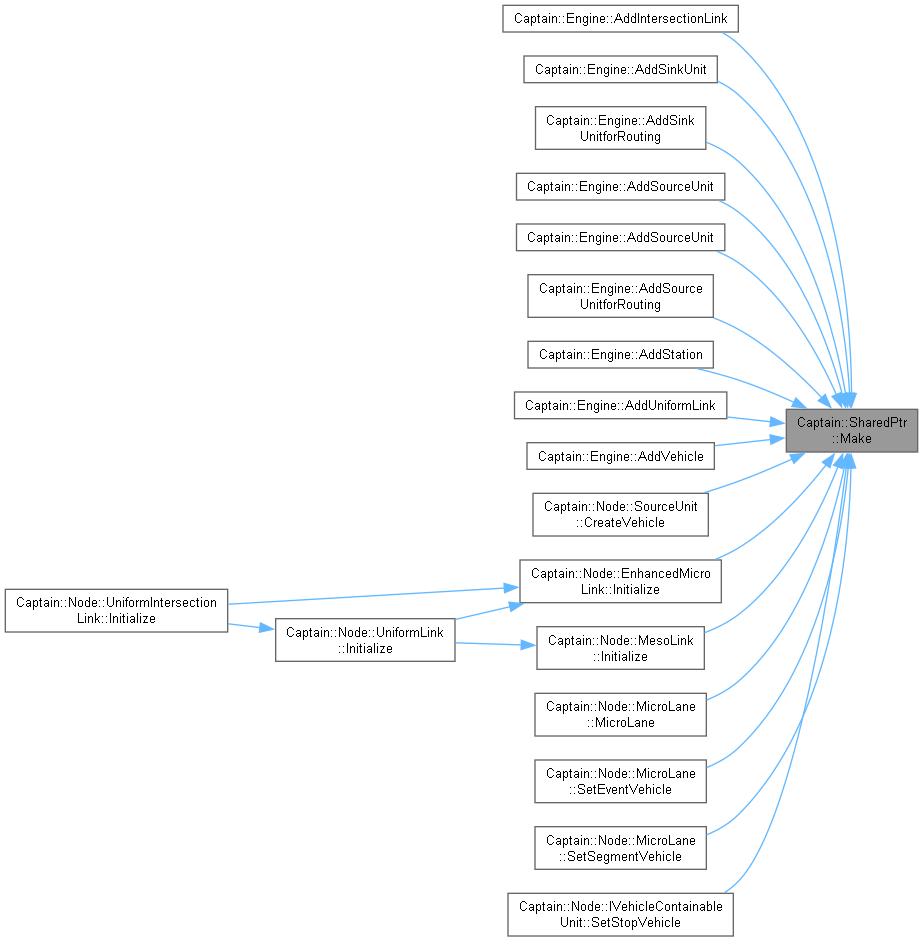 Captain::Engine::AddIntersectionLink
Captain::Engine::AddSinkUnit
Captain::Engine::AddSink
UnitforRouting
Captain::Engine::AddSourceUnit
Captain::Engine::AddSourceUnit
Captain::Engine::AddSource
UnitforRouting
Captain::Engine::AddStation
Captain::Engine::AddUniformLink
Captain::SharedPtr
::Make
Captain::Engine::AddVehicle
Captain::Node::SourceUnit
::CreateVehicle
Captain::Node::EnhancedMicro
Link::Initialize
Captain::Node::UniformIntersection
Link::Initialize
Captain::Node::UniformLink
::Initialize
Captain::Node::MesoLink
::Initialize
Captain::Node::MicroLane
::MicroLane
Captain::Node::MicroLane
::SetEventVehicle
Captain::Node::MicroLane
::SetSegmentVehicle
Captain::Node::IVehicleContainable
Unit::SetStopVehicle